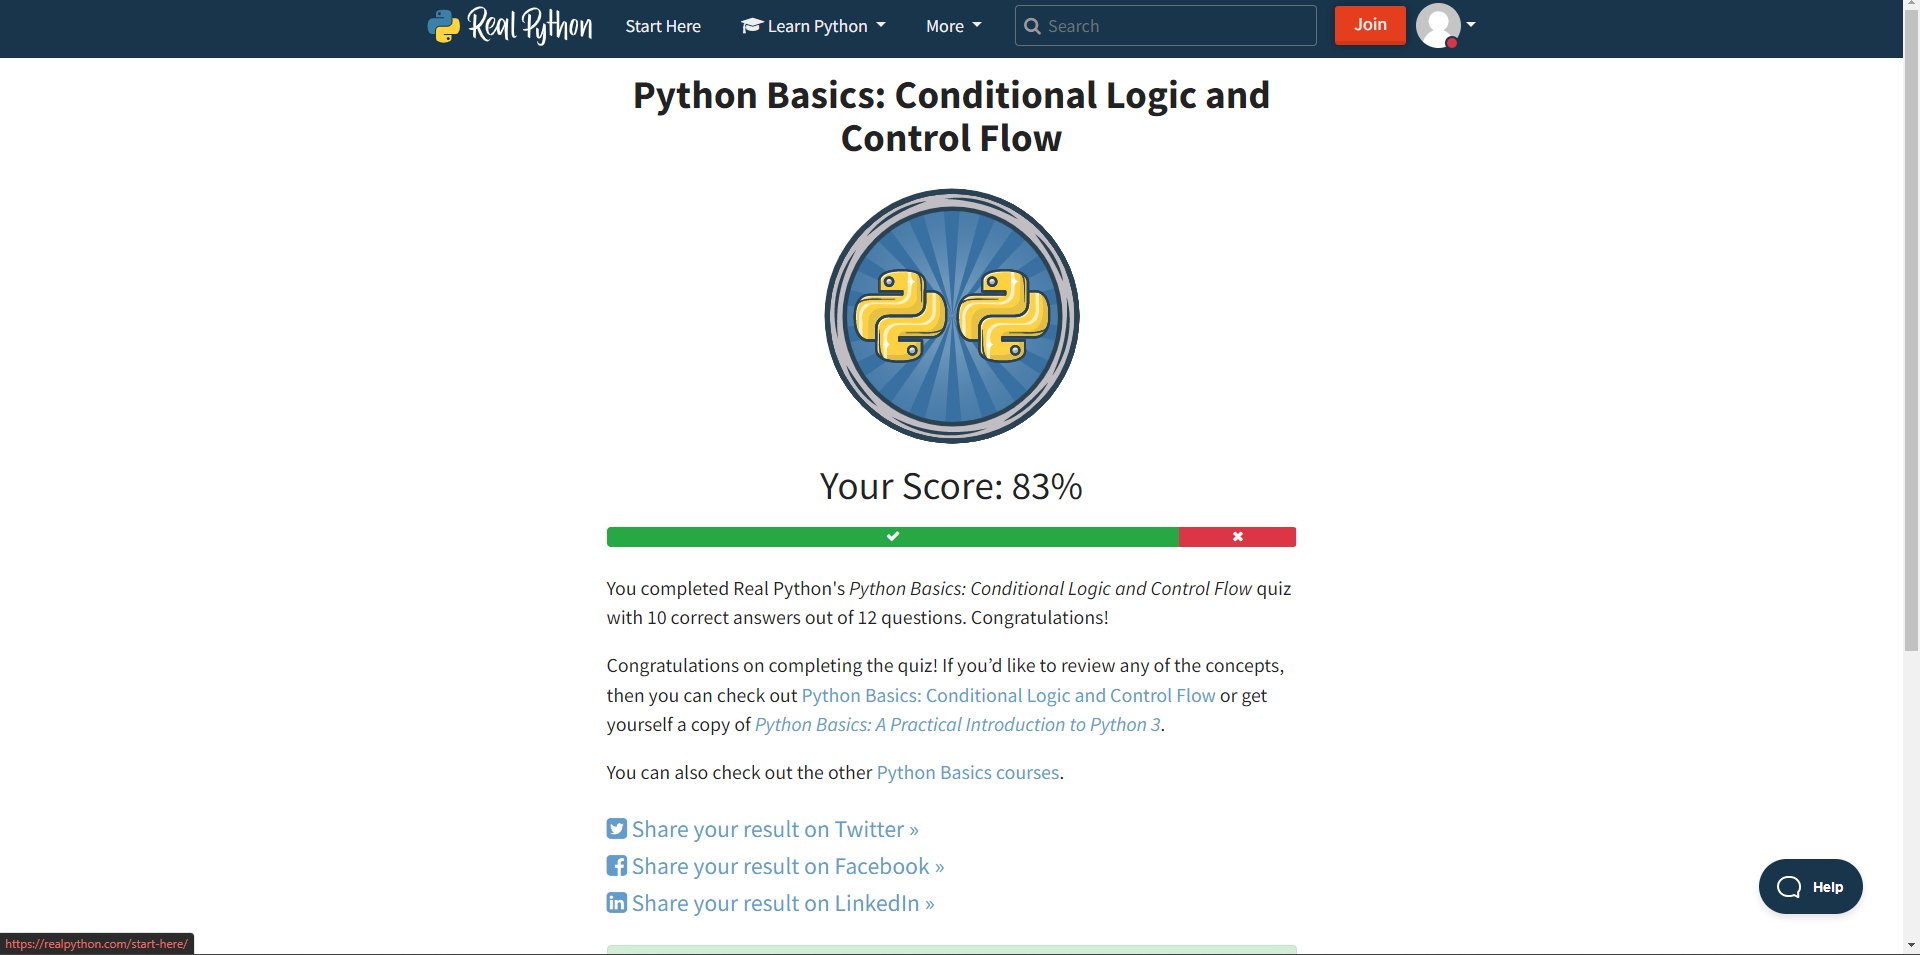 Real Python
Start Here
Learn Python
More
Search
Join
Python Basics: Conditional Logic and
Control Flow
Your Score: 83%
You completed Real Python's Python Basics: Conditional Logic and Control Flow quiz
with 10 correct answers out of 12 questions. Congratulations!
Congratulations on completing the quiz! If you’d like to review any of the concepts,
then you can check out Python Basics: Conditional Logic and Control Flow or get
yourself a copy of Python Basics: A Practical Introduction to Python 3.
You can also check out the other Python Basics courses.
Share your result on Twitter »
Share your result on Facebook »
Share your result on LinkedIn »
Help
https://realpython.com/start-here/